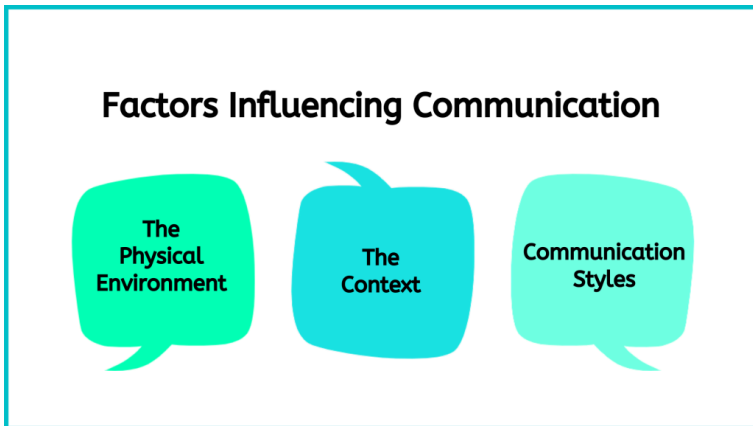 Factors Influencing Communication
The
Physical
Environment
The
Context
Communication
Styles